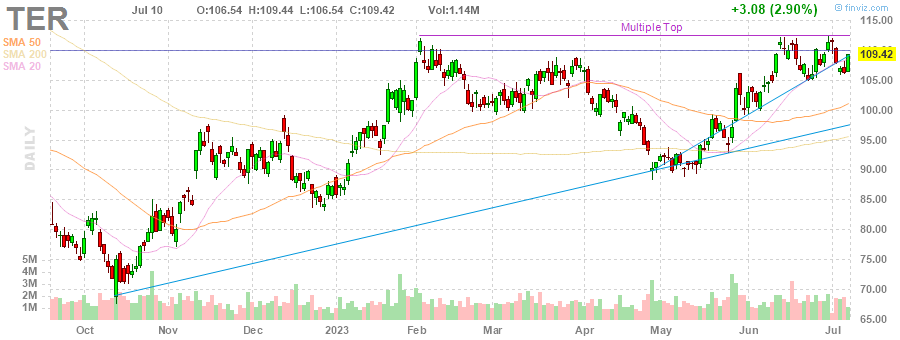 TER Jul 10 O:106.54 H:109.44 L:106.54 C:109.42 Vol:1.14M +3.08 (2.90%) © finviz.com
SMA 50
SMA 200
SMA 20
Multiple Top
DAILY
115.00
109.42
105.00
100.00
95.00
90.00
85.00
80.00
75.00
70.00
65.00
5M
4M
3M
2M
1M
Oct Nov Dec 2023 Feb Mar Apr May Jun Jul